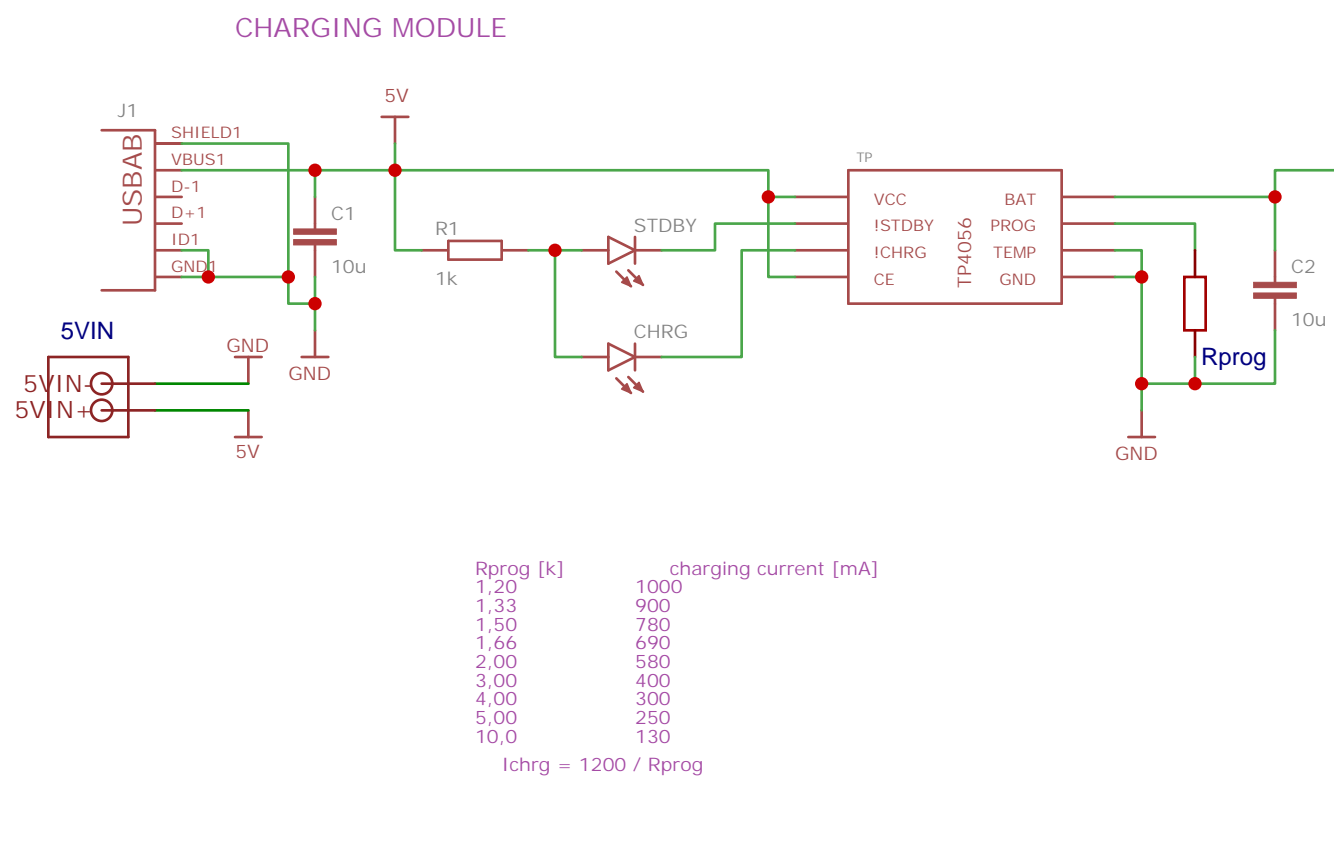 CHARGING MODULE
5V
J1
USBAB
SHIELD1
VBUS1
D-1
D+1
ID1
GND1
C1
10u
GND
R1
1k
STDBY
CHRG
TP
TP4056
VCC
!STDBY
!CHRG
CE
BAT
PROG
TEMP
GND
Rprog
C2
10u
GND
5VIN
5VIN-
5VIN+
GND
5V
Rprog [k] charging current [mA]
1,20 1000
1,33 900
1,50 780
1,66 690
2,00 580
3,00 400
4,00 300
5,00 250
10,0 130
Ichrg = 1200 / Rprog